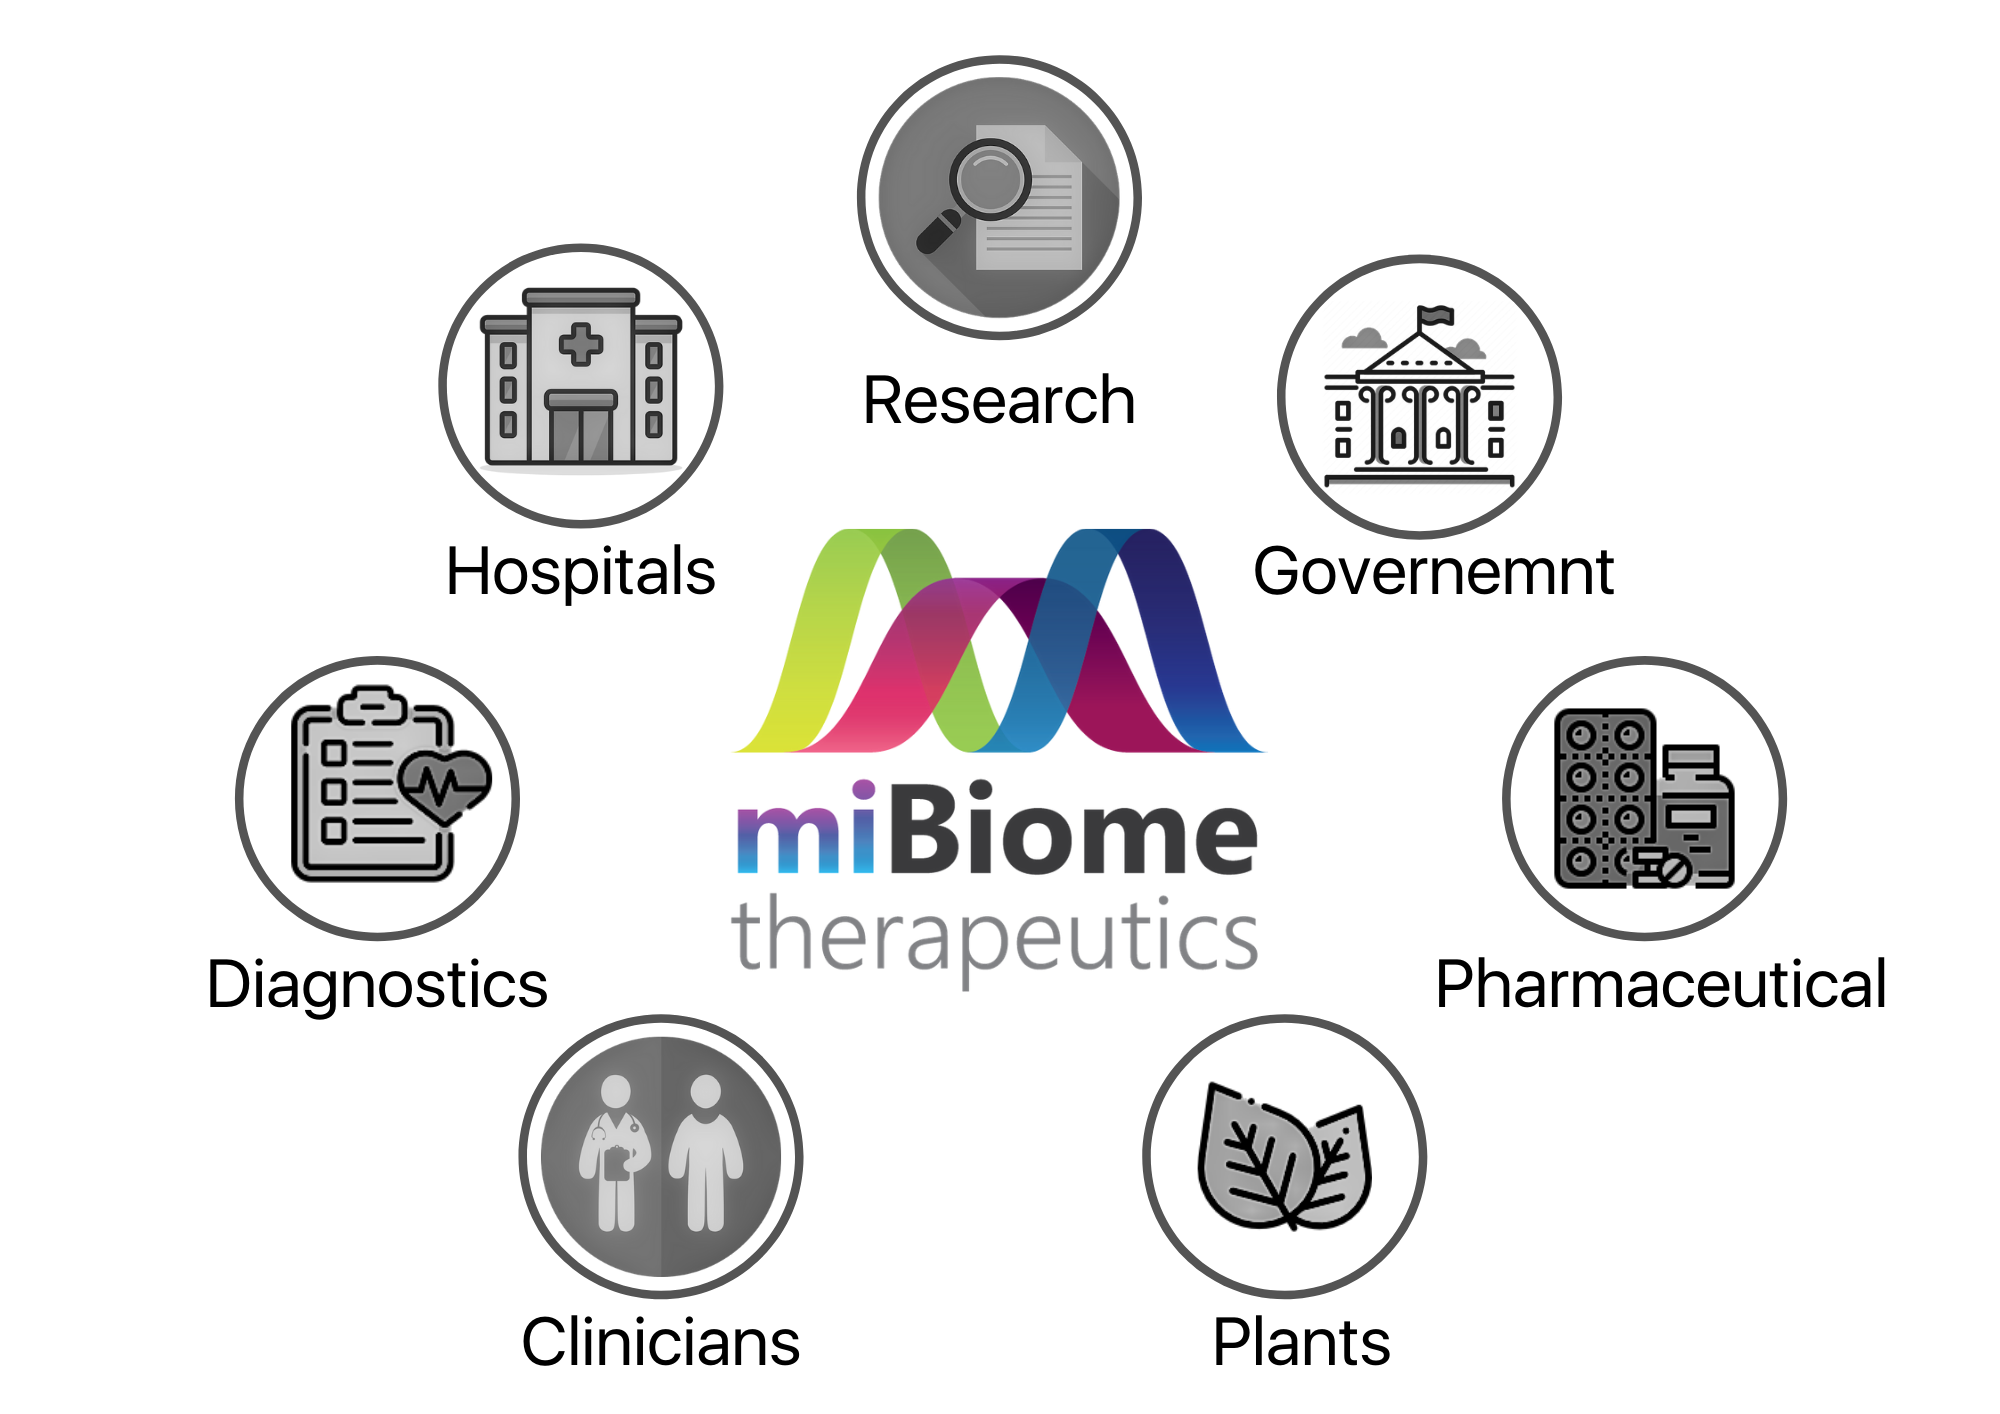 Research
Hospitals
Governemnt
miBiome
therapeutics
Diagnostics
Pharmaceutical
Clinicians
Plants